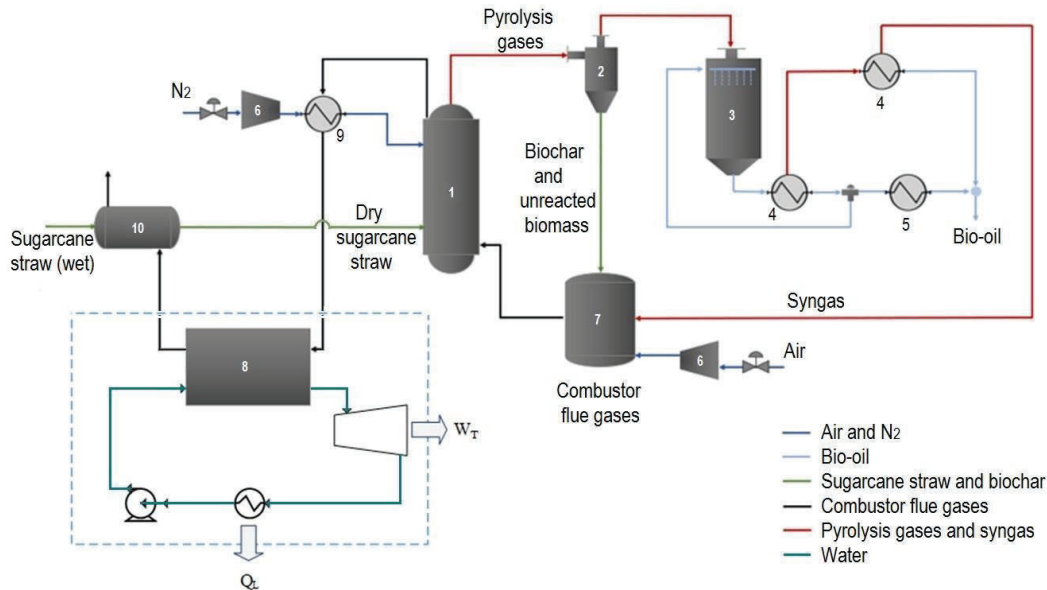 Pyrolysis
gases
N2
6
9
2
3
4
4
5
1
Biochar
and
unreacted
biomass
Bio-oil
10
Dry
sugarcane
straw
Sugarcane
straw (wet)
Syngas
7
8
6
Air
Combustor
flue gases
WT
QL
Air and N2
Bio-oil
Sugarcane straw and biochar
Combustor flue gases
Pyrolysis gases and syngas
Water